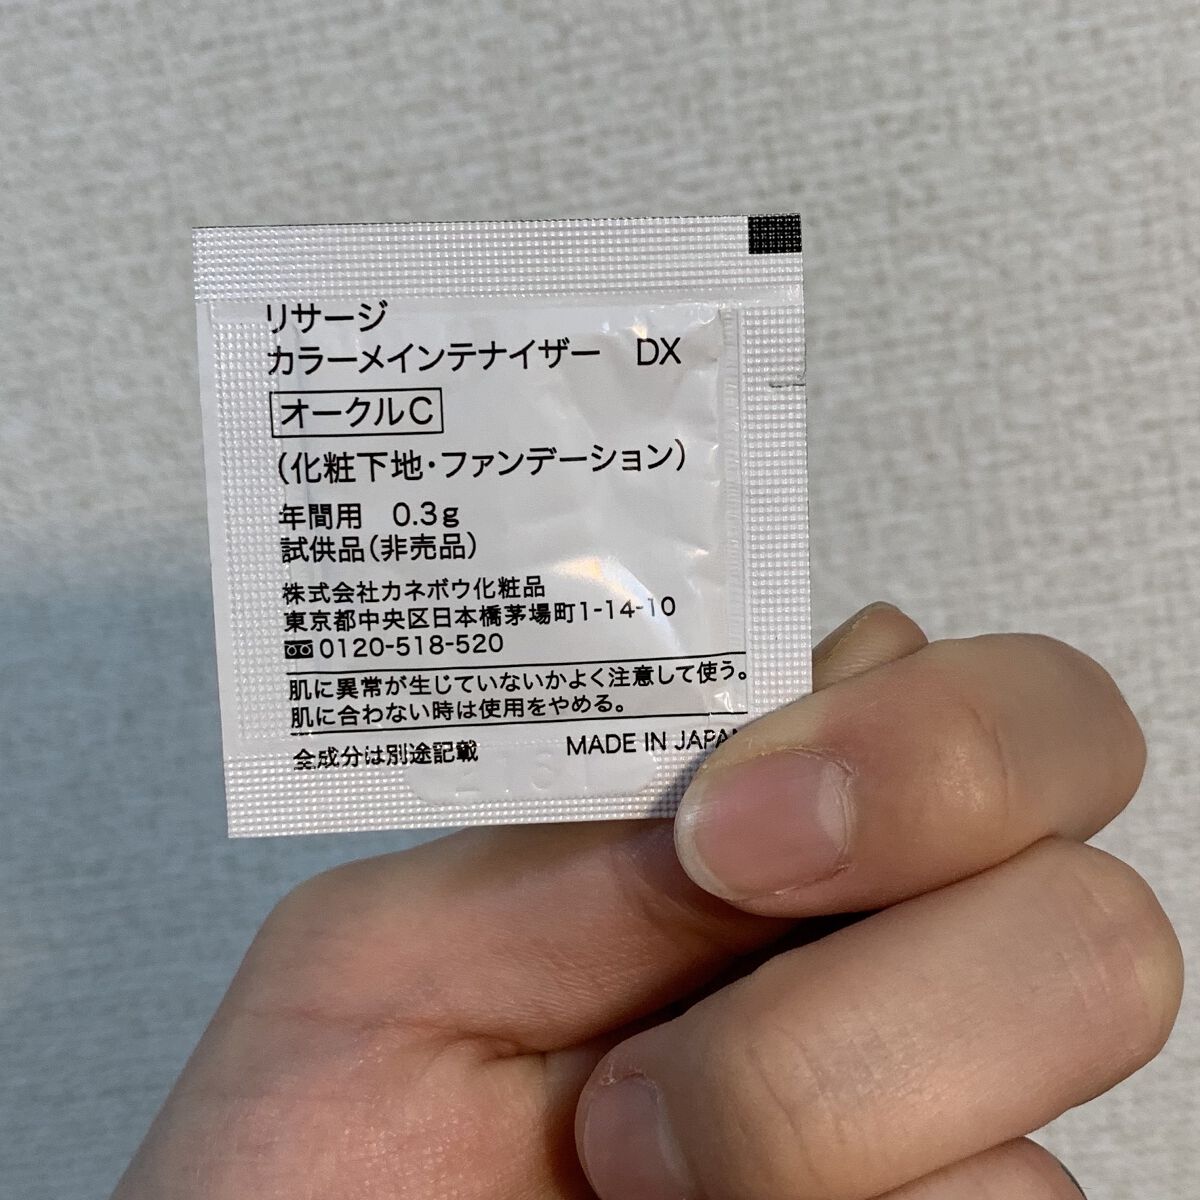 リサージ
カラーメインテナイザー　DX
オークルC
(化粧下地・ファンデーション)
年間用　0.3g
試供品(非売品)
株式会社カネボウ化粧品
東京都中央区日本橋茅場町1-14-10
0120-518-520
肌に異常が生じていないかよく注意して使う。
肌に合わない時は使用をやめる。
全成分は別途記載　MADE IN JAPAN